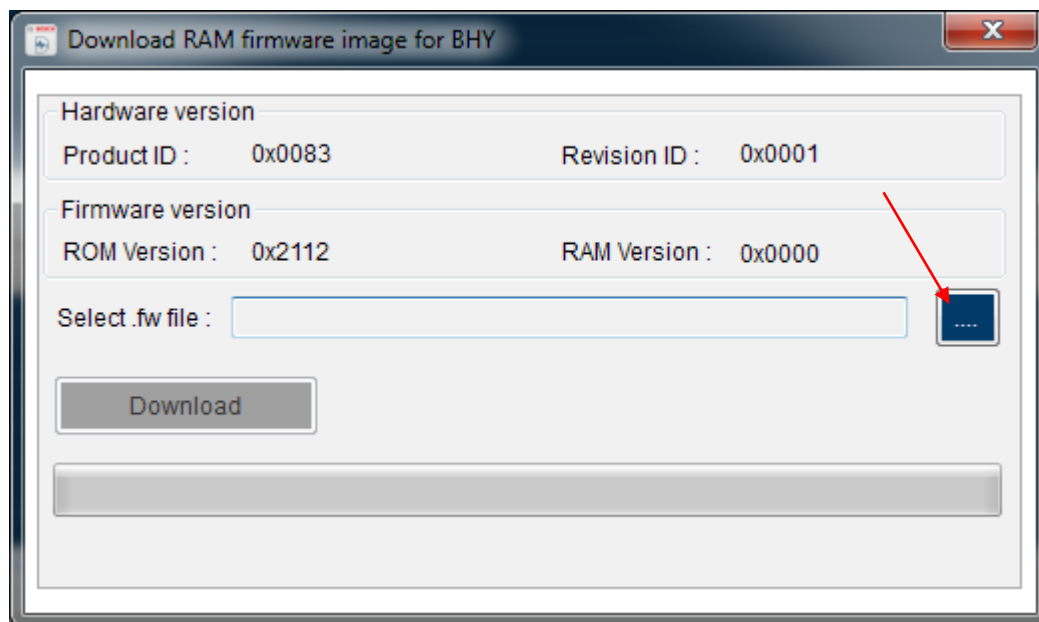 Download RAM firmware image for BHY
Hardware version
Product ID : 0x0083 Revision ID : 0x0001
Firmware version
ROM Version : 0x2112 RAM Version : 0x0000
Select .fw file : ....
Download